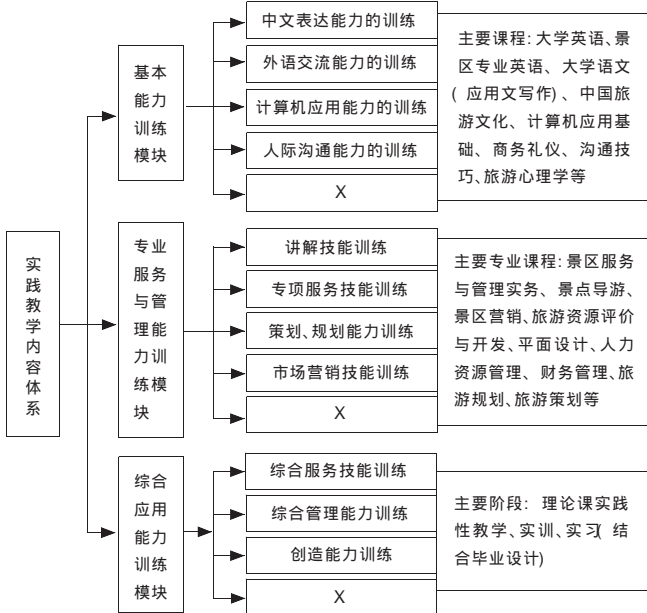 实
践
教
学
内
容
体
系
基本
能力
训练
模块
中文表达能力的训练
外语交流能力的训练
计算机应用能力的训练
人际沟通能力的训练
X
主要课程:大学英语、景
区专业英语、大学语文
(应用文写作)、中国旅
游文化、计算机应用基
础、商务礼仪、沟通技
巧、旅游心理学等
专业
服务
与管
理能
力训
练模
块
讲解技能训练
专项服务技能训练
策划、规划能力训练
市场营销技能训练
X
主要专业课程:景区服务
与管理实务、景点导游、
景区营销、旅游资源评价
与开发、平面设计、人力
资源管理、财务管理、旅
游规划、旅游策划等
综合
应用
能力
训练
模块
综合服务技能训练
综合管理能力训练
创造能力训练
X
主要阶段:理论课实践
性教学、实训、实习(结
合毕业设计)